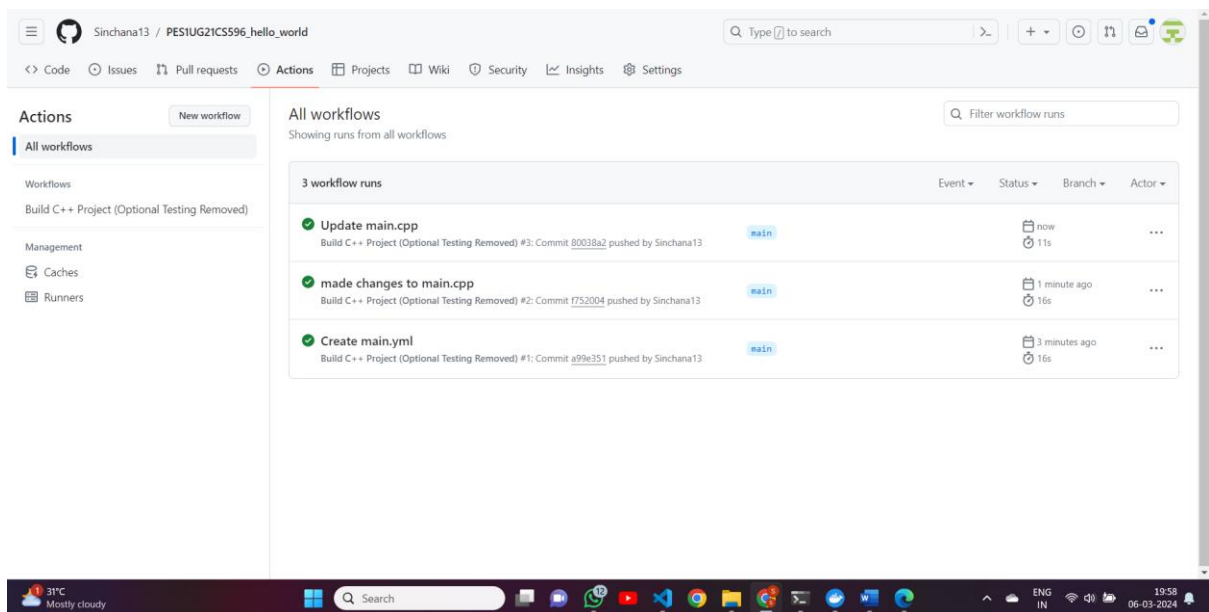 Sinchana13 / PES1UG21CS596_hello_world
Type / to search
Code Issues Pull requests Actions Projects Wiki Security Insights Settings
Actions
New workflow
All workflows
Workflows
Build C++ Project (Optional Testing Removed)
Management
Caches
Runners
All workflows
Showing runs from all workflows
Filter workflow runs
3 workflow runs
Event Status Branch Actor
Update main.cpp
Build C++ Project (Optional Testing Removed) #3: Commit 80038a2 pushed by Sinchana13
main
now
11s
made changes to main.cpp
Build C++ Project (Optional Testing Removed) #2: Commit f752004 pushed by Sinchana13
main
1 minute ago
16s
Create main.yml
Build C++ Project (Optional Testing Removed) #1: Commit a99e351 pushed by Sinchana13
main
3 minutes ago
16s
1
31°C
Mostly cloudy
Search
12
ENG
IN
19:58
06-03-2024